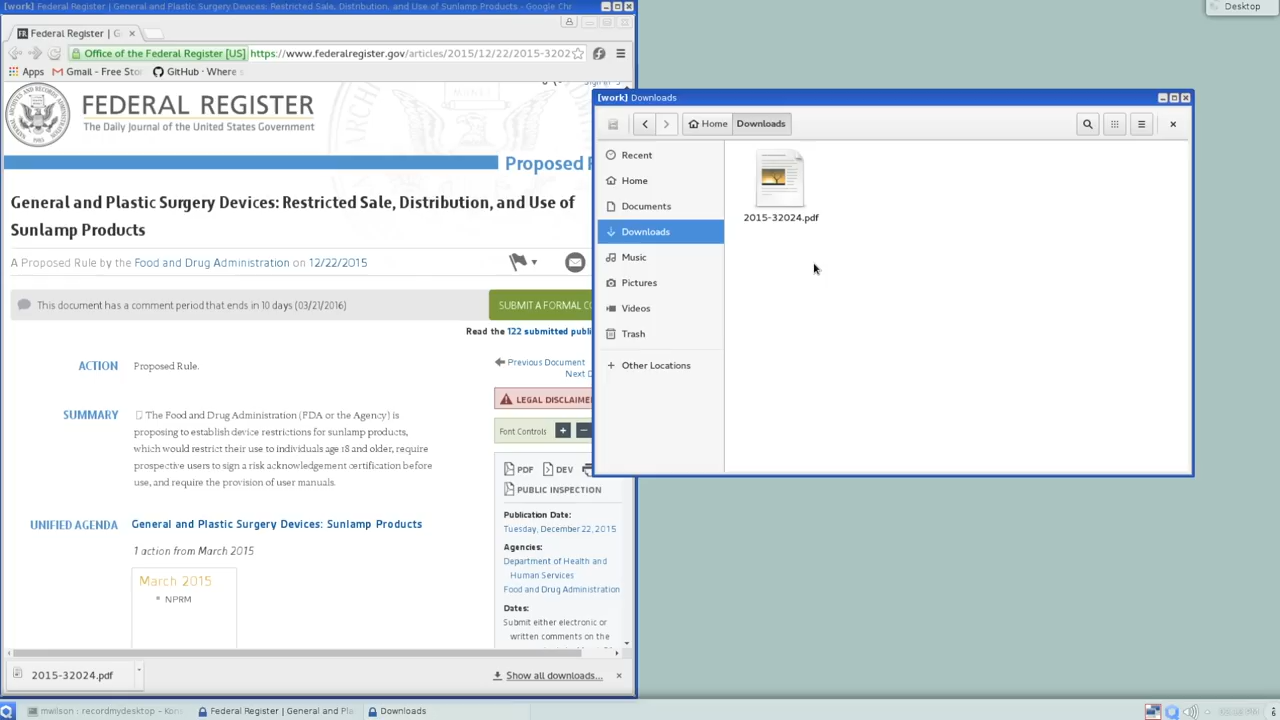 [work] Federal Register | General and Plastic Surgery Devices: Restricted Sale, Distribution, and Use of Sunlamp Products - Google Chr
Desktop
Federal Register | G
Office of the Federal Register [US] https://www.federalregister.gov/articles/2015/12/22/2015-3202
Apps Gmail - Free Sto GitHub · Where s
FEDERAL REGISTER
The Daily Journal of the United States Government
Proposed
General and Plastic Surgery Devices: Restricted Sale, Distribution, and Use of
Sunlamp Products
A Proposed Rule by the Food and Drug Administration on 12/22/2015
This document has a comment period that ends in 10 days (03/21/2016)
SUBMIT A FORMAL CO
Read the 122 submitted publi
Previous Document
Next D
ACTION Proposed Rule.
LEGAL DISCLAIME
SUMMARY The Food and Drug Administration (FDA or the Agency) is
proposing to establish device restrictions for sunlamp products,
which would restrict their use to individuals age 18 and older, require
prospective users to sign a risk acknowledgement certification before
use, and require the provision of user manuals.
Font Controls + −
PDF DEV
PUBLIC INSPECTION
Publication Date:
Tuesday, December 22, 2015
Agencies:
Department of Health and
Human Services
Food and Drug Administration
Dates:
Submit either electronic or
written comments on the
UNIFIED AGENDA General and Plastic Surgery Devices: Sunlamp Products
1 action from March 2015
March 2015
NPRM
2015-32024.pdf
Show all downloads...
[work] Downloads
Home Downloads
Recent
Home
Documents
Downloads
Music
Pictures
Videos
Trash
+ Other Locations
2015-32024.pdf
mwilson : recordmydesktop – Kon
Federal Register | General and Pla
Downloads